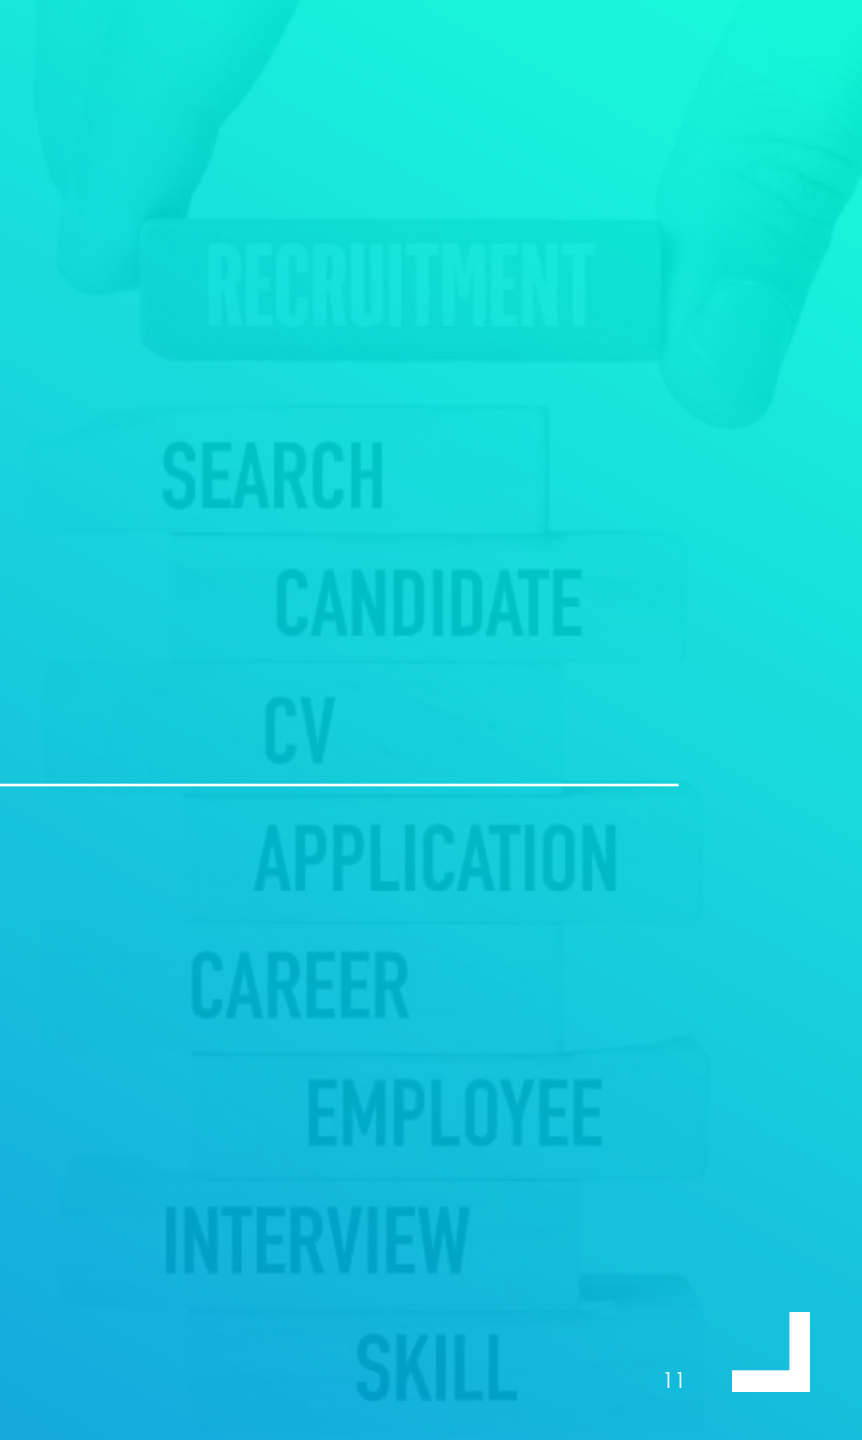 RECRUITMENT
SEARCH
CANDIDATE
CV
APPLICATION
CAREER
EMPLOYEE
INTERVIEW
SKILL
11